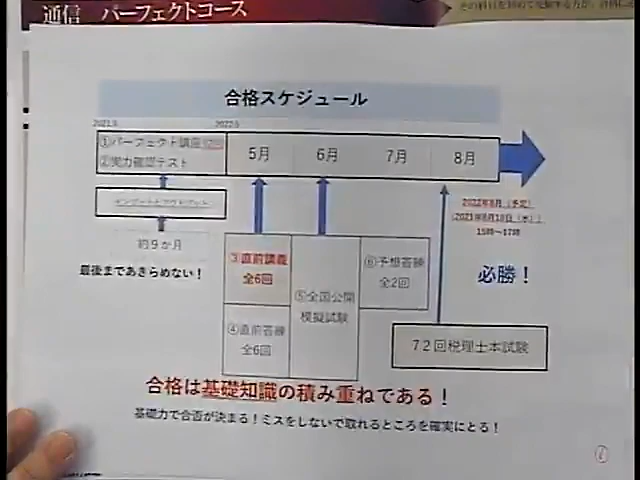 通信 パーフェクトコース
合格スケジュール
2021.9
2022.5
①パーフェクト講座
②実力確認テスト
5月
6月
7月
8月
約9か月
最後まであきらめない！
③直前講義
全6回
④直前答練
全6回
⑤全国公開
模擬試験
⑥予想答練
全2回
2022年8月（予定）
(2021年8月18日（水）)
15時～17時
必勝！
72回税理士本試験
合格は基礎知識の積み重ねである！
基礎力で合否が決まる！ミスをしないで取れるところを確実にとる！